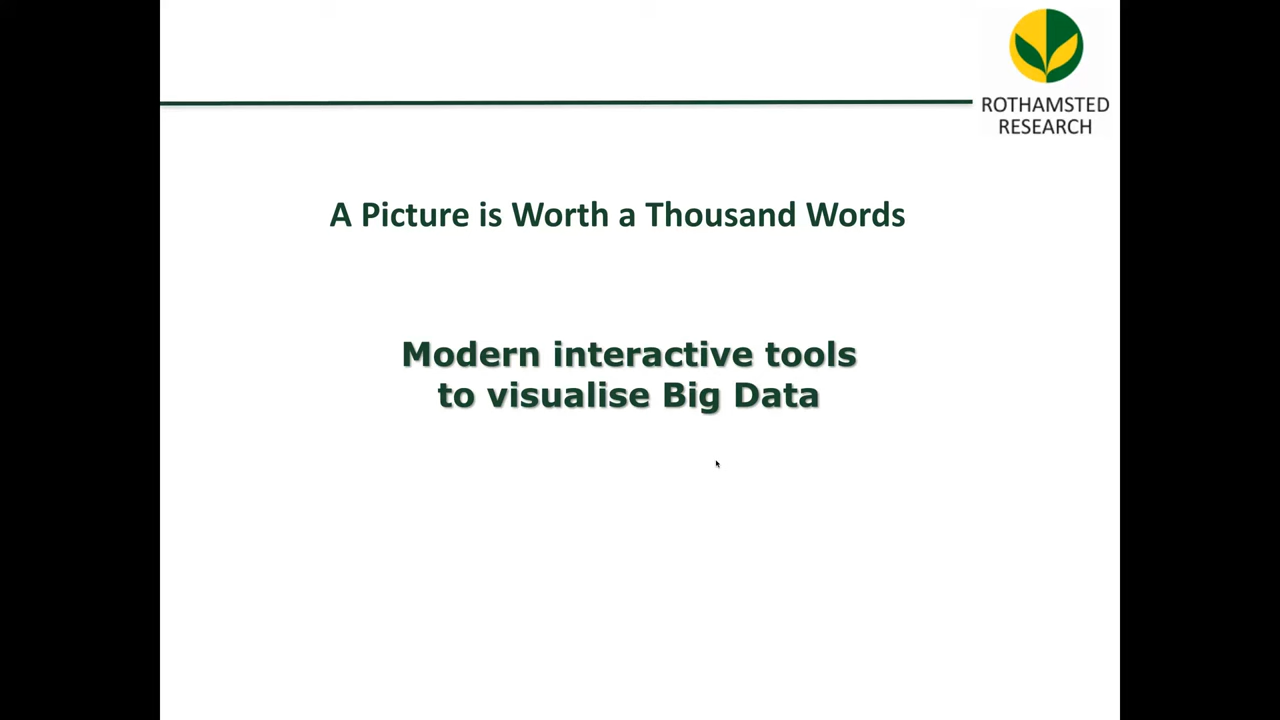 ROTHAMSTED
RESEARCH
A Picture is Worth a Thousand Words
Modern interactive tools
to visualise Big Data